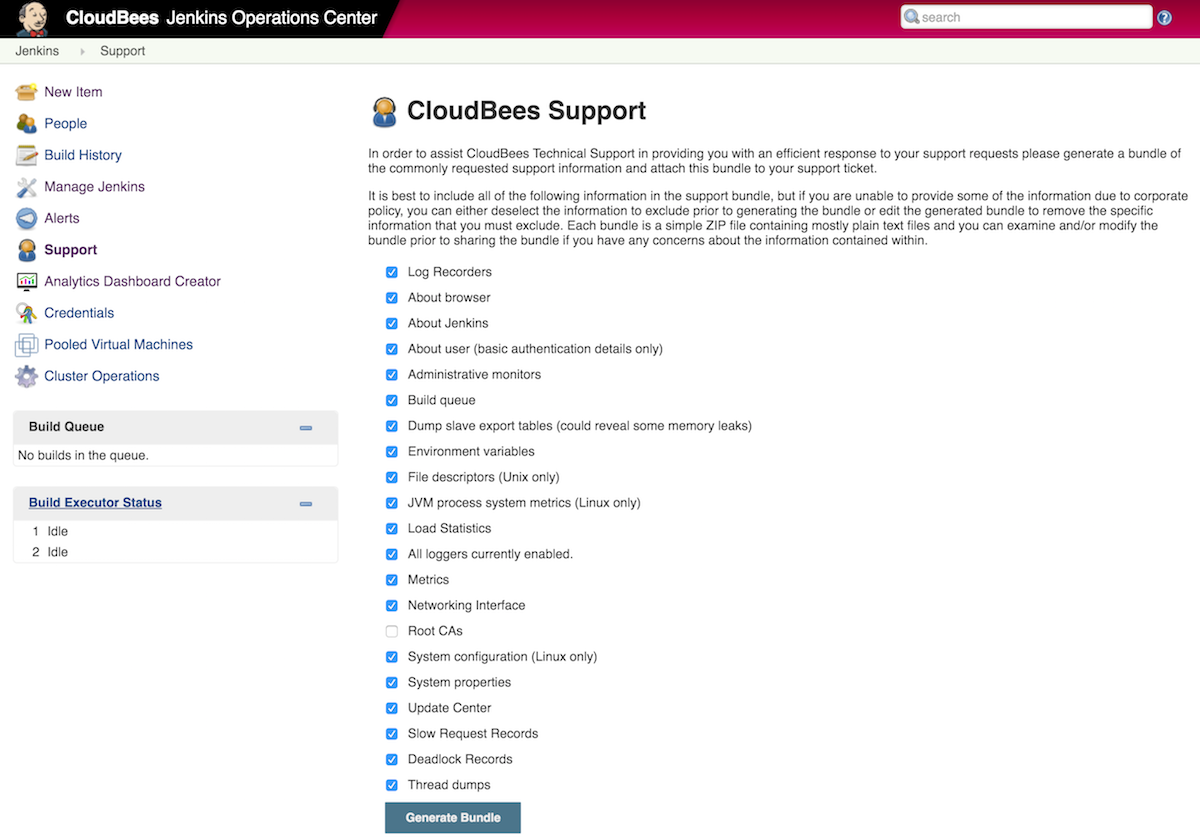 CloudBees Jenkins Operations Center
search
Jenkins
Support
New Item
People
Build History
Manage Jenkins
Alerts
Support
Analytics Dashboard Creator
Credentials
Pooled Virtual Machines
Cluster Operations
Build Queue
No builds in the queue.
Build Executor Status
1 Idle
2 Idle
CloudBees Support
In order to assist CloudBees Technical Support in providing you with an efficient response to your support requests please generate a bundle of
the commonly requested support information and attach this bundle to your support ticket.
It is best to include all of the following information in the support bundle, but if you are unable to provide some of the information due to corporate
policy, you can either deselect the information to exclude prior to generating the bundle or edit the generated bundle to remove the specific
information that you must exclude. Each bundle is a simple ZIP file containing mostly plain text files and you can examine and/or modify the
bundle prior to sharing the bundle if you have any concerns about the information contained within.
Log Recorders
About browser
About Jenkins
About user (basic authentication details only)
Administrative monitors
Build queue
Dump slave export tables (could reveal some memory leaks)
Environment variables
File descriptors (Unix only)
JVM process system metrics (Linux only)
Load Statistics
All loggers currently enabled.
Metrics
Networking Interface
Root CAs
System configuration (Linux only)
System properties
Update Center
Slow Request Records
Deadlock Records
Thread dumps
Generate Bundle